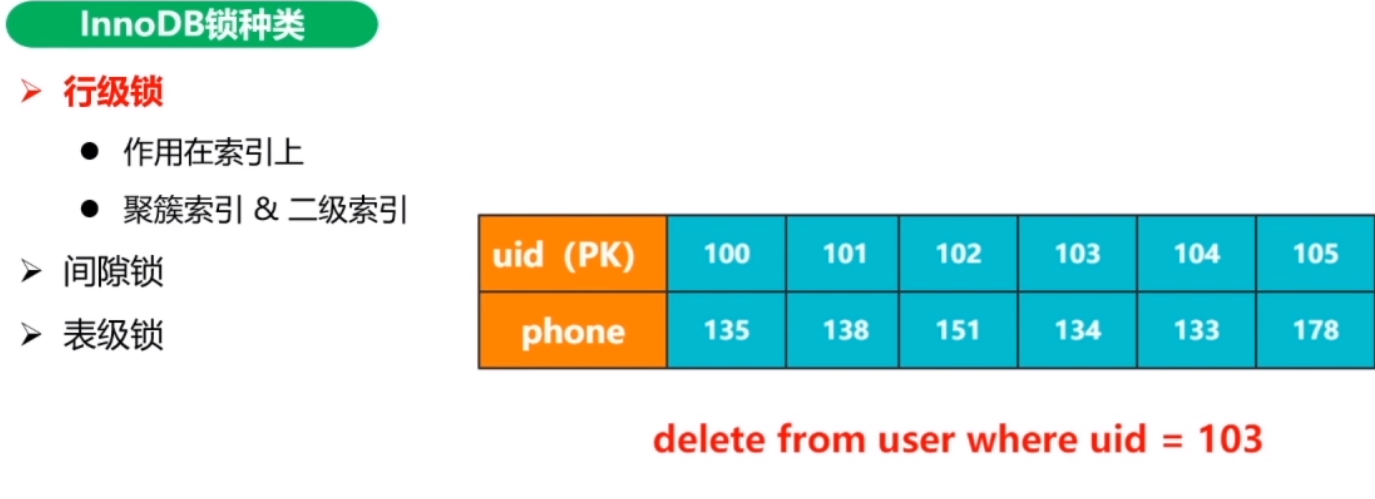 InnoDB锁种类
行级锁
作用在索引上
聚簇索引 & 二级索引
间隙锁
表级锁
uid（PK） 100 101 102 103 104 105
phone 135 138 151 134 133 178
delete from user where uid = 103